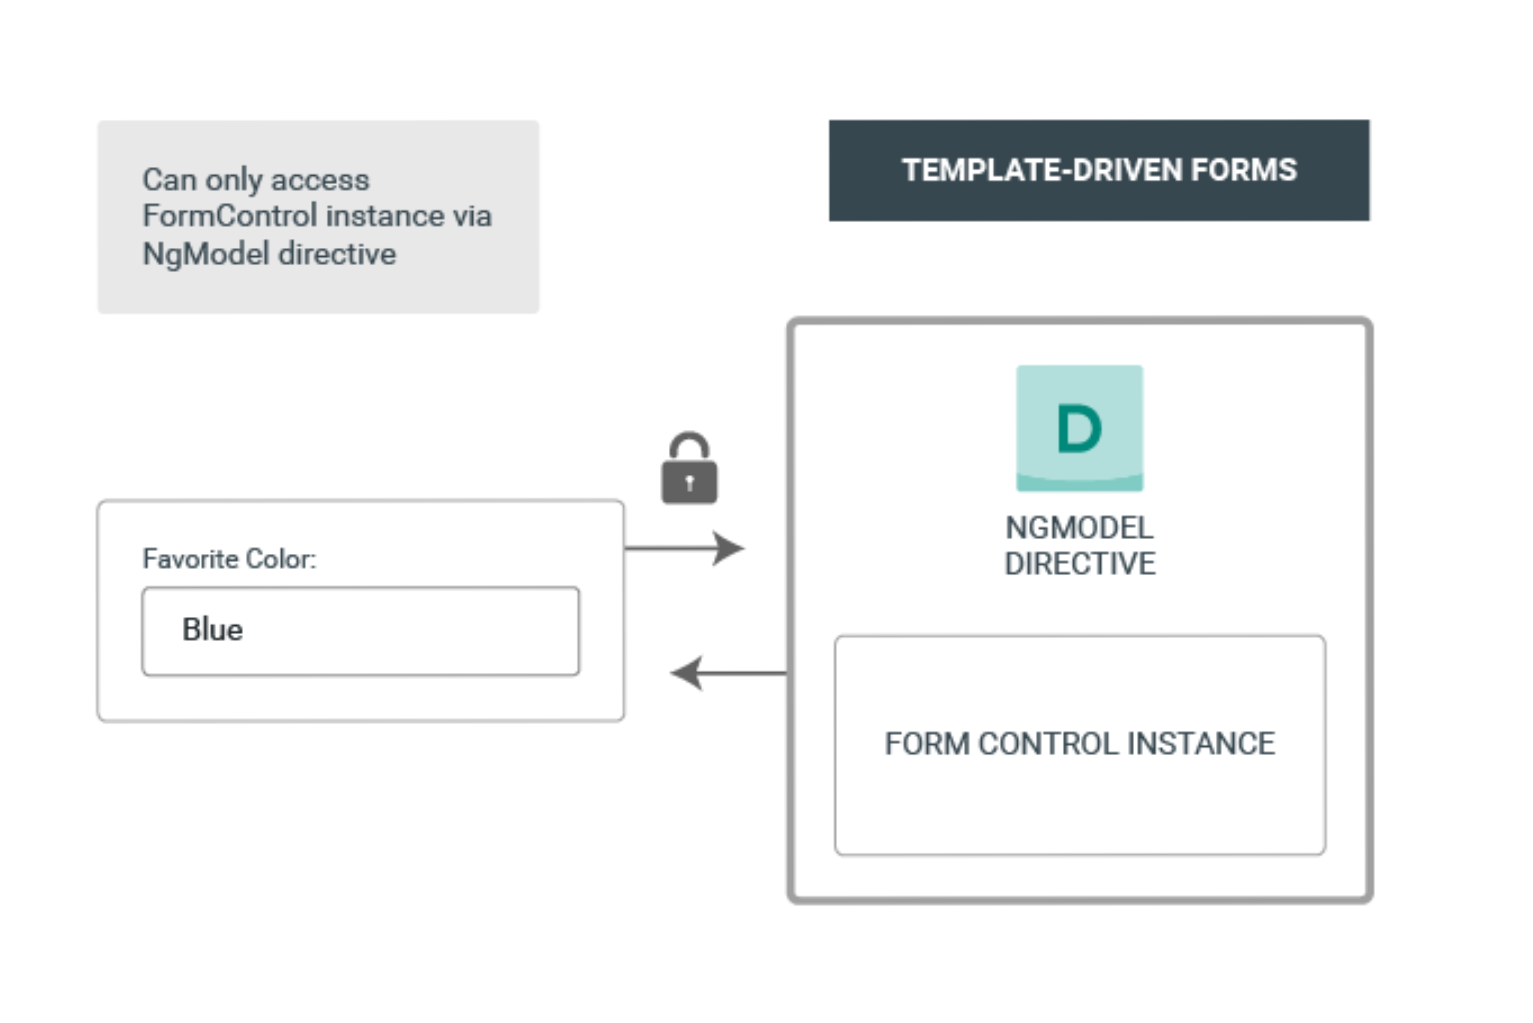 Can only access
FormControl instance via
NgModel directive
TEMPLATE-DRIVEN FORMS
D
NGMODEL
DIRECTIVE
Favorite Color:
Blue
FORM CONTROL INSTANCE